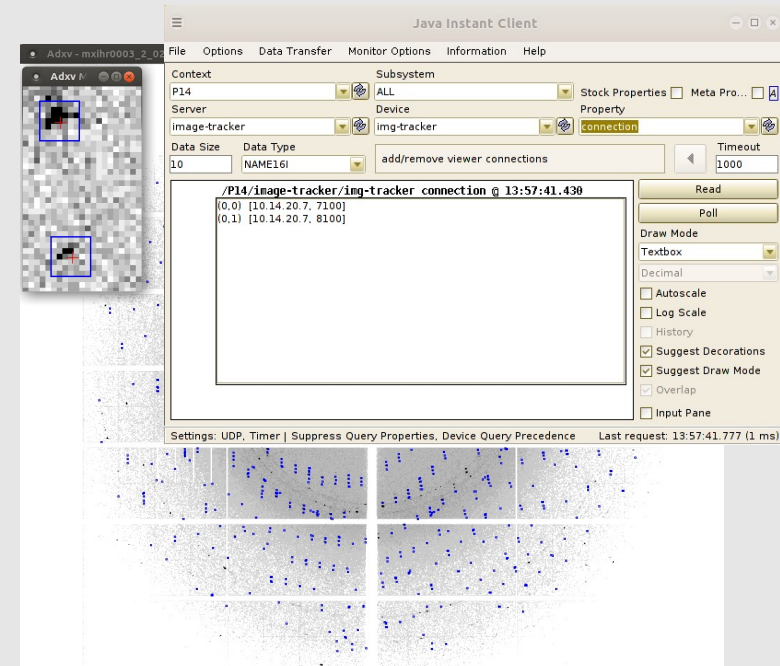 Java Instant Client
Adxv - mxihr0003_2_02
Adxv
File Options Data Transfer Monitor Options Information Help
Context Subsystem
P14 ALL Stock Properties Meta Pro... A
Server Device Property
image-tracker img-tracker connection
Data Size Data Type Timeout
10 NAME16I add/remove viewer connections 1000
/P14/image-tracker/img-tracker connection @ 13:57:41.430
(0,0) [10.14.20.7, 7100]
(0,1) [10.14.20.7, 8100]
Read
Poll
Draw Mode
Textbox
Decimal
Autoscale
Log Scale
History
Suggest Decorations
Suggest Draw Mode
Overlap
Input Pane
Settings: UDP, Timer | Suppress Query Properties, Device Query Precedence Last request: 13:57:41.777 (1 ms)